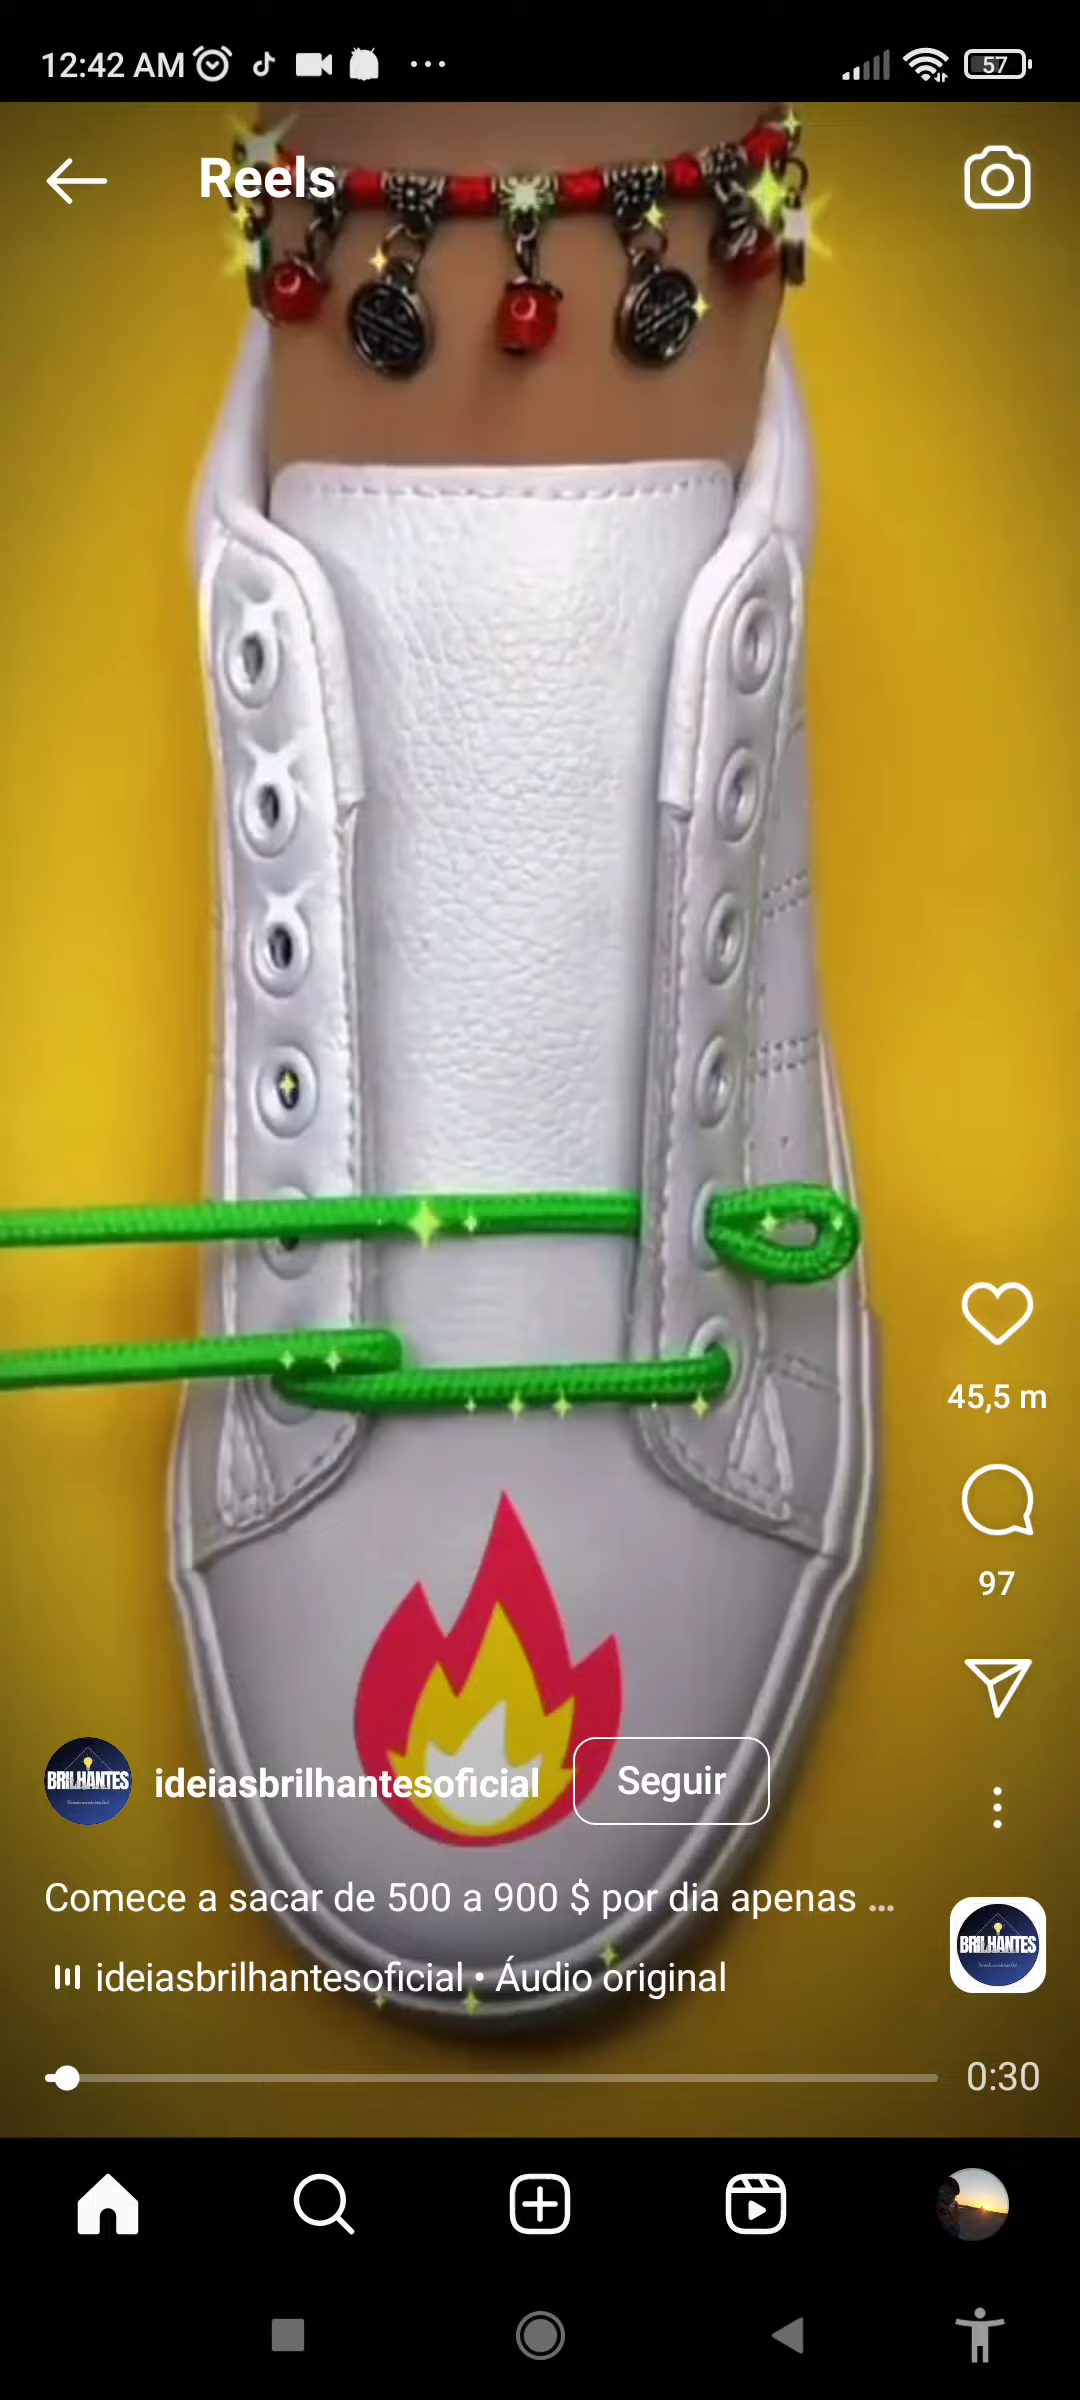 12:42 AM
57
Reels
45,5 m
97
BRILHANTES
ideiasbrilhantesoficial
Seguir
Comece a sacar de 500 a 900 $ por dia apenas ...
BRILHANTES
ideiasbrilhantesoficial • Áudio original
0:30